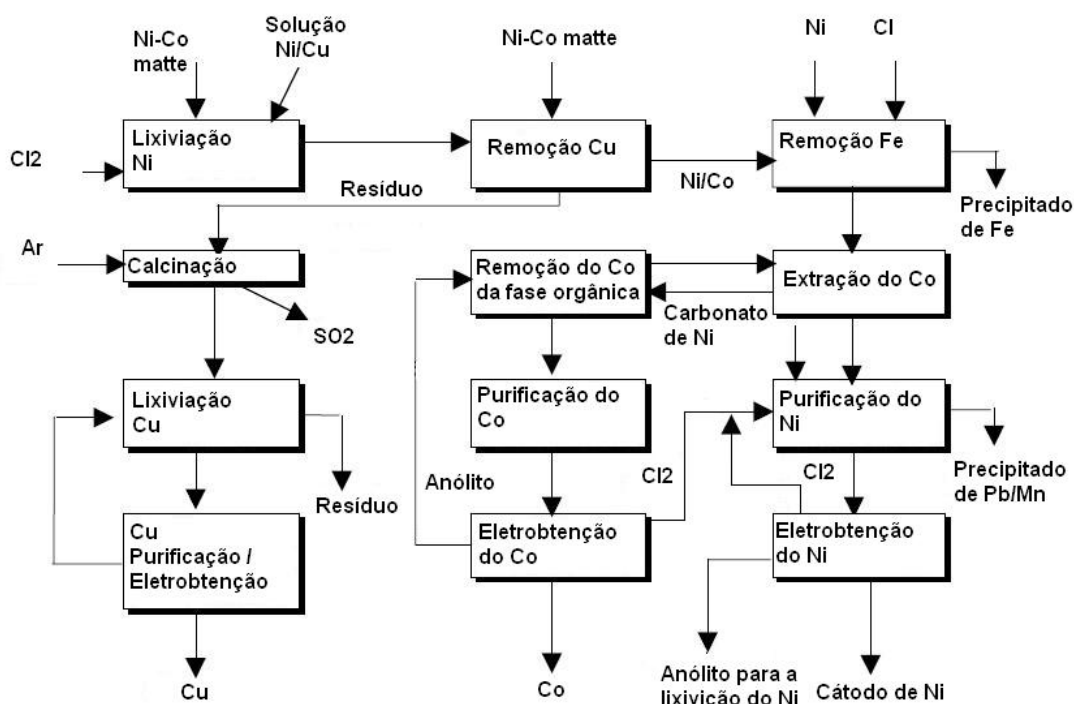 Ni-Co
matte
Solução
Ni/Cu
Ni-Co matte
Ni
Cl
Cl2
Lixiviação
Ni
Remoção Cu
Remoção Fe
Ni/Co
Resíduo
Precipitado
de Fe
Ar
Calcinação
SO2
Remoção do Co
da fase orgânica
Extração do Co
Carbonato
de Ni
Lixiviação
Cu
Resíduo
Purificação do
Co
Purificação do
Ni
Precipitado
de Pb/Mn
Anólito
Cl2
Cl2
Cu
Purificação /
Eletrobtenção
Eletrobtenção
do Co
Eletrobtenção
do Ni
Cu
Co
Anólito para a
lixivição do Ni
Cátodo de Ni